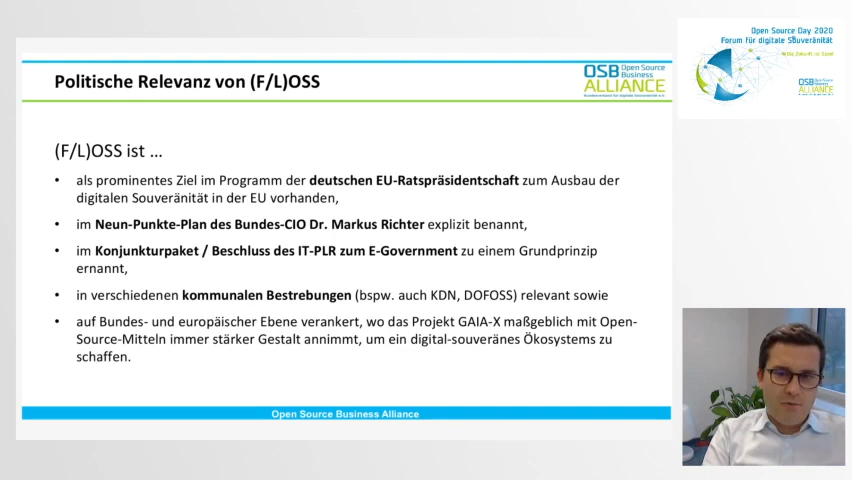 Politische Relevanz von (F/L)OSS
OSB Open Source
Business
ALLIANCE
(F/L)OSS ist ...
• als prominentes Ziel im Programm der deutschen EU-Ratspräsidentschaft zum Ausbau der
digitalen Souveränität in der EU vorhanden,
• im Neun-Punkte-Plan des Bundes-CIO Dr. Markus Richter explizit benannt,
• im Konjunkturpaket / Beschluss des IT-PLR zum E-Government zu einem Grundprinzip
ernannt,
• in verschiedenen kommunalen Bestrebungen (bspw. auch KDN, DOFOSS) relevant sowie
• auf Bundes- und europäischer Ebene verankert, wo das Projekt GAIA-X maßgeblich mit Open-
Source-Mitteln immer stärker Gestalt annimmt, um ein digital-souveränes Ökosystems zu
schaffen.
Open Source Business Alliance
Open Source Day 2020
Forum für digitale Souveränität
OSB Open Source
Business
ALLIANCE